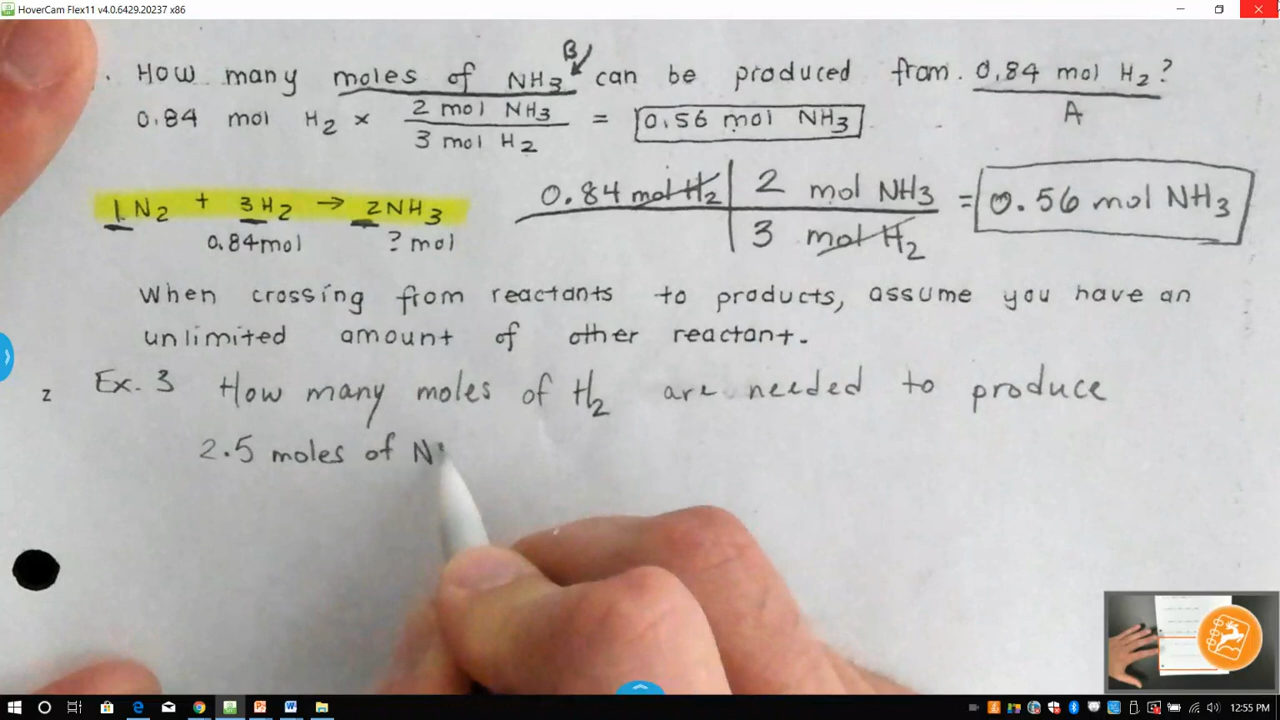 HoverCam Flex11 v4.0.6429.20237 x86
B
. How many moles of NH3 can be produced from. 0.84 mol H2?
A
0.84 mol H2 × 2 mol NH3 / 3 mol H2 = 0.56 mol NH3
0.84 mol H2 | 2 mol NH3 / 3 mol H2 = 0.56 mol NH3
1 N2 + 3H2 → 2NH3
0.84mol ? mol
When crossing from reactants to products, assume you have an
unlimited amount of other reactant.
2 Ex. 3 How many moles of H2 are needed to produce
2.5 moles of N
12:55 PM